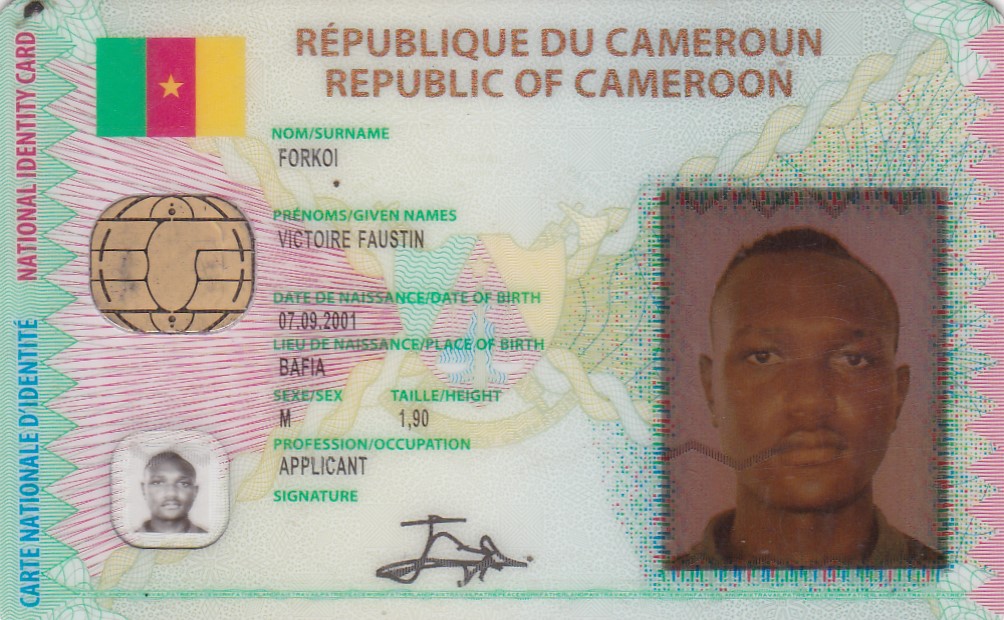 RÉPUBLIQUE DU CAMEROUN
REPUBLIC OF CAMEROON
NATIONAL IDENTITY CARD
CARTE NATIONALE D'IDENTITÉ
NOM/SURNAME
FORKOI
PRÉNOMS/GIVEN NAMES
VICTOIRE FAUSTIN
DATE DE NAISSANCE/DATE OF BIRTH
07.09.2001
LIEU DE NAISSANCE/PLACE OF BIRTH
BAFIA
SEXE/SEX TAILLE/HEIGHT
M 1,90
PROFESSION/OCCUPATION
APPLICANT
SIGNATURE